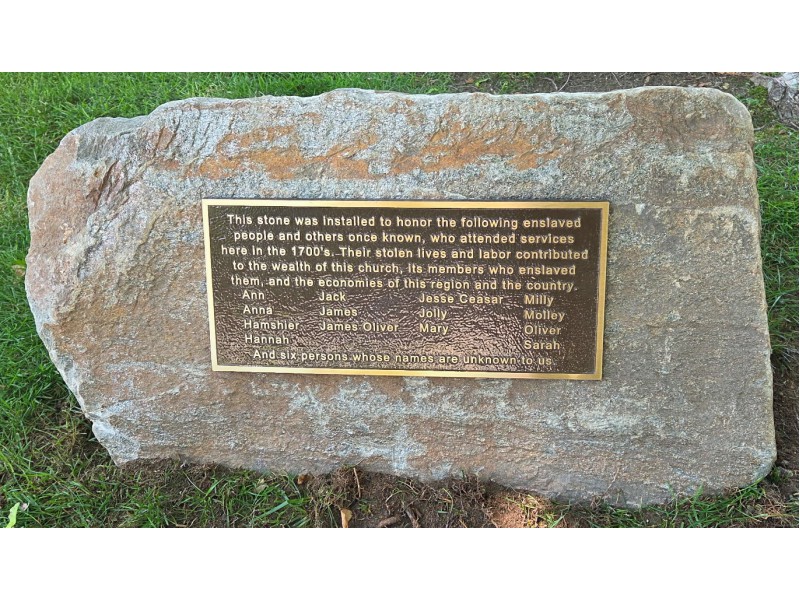 This stone was installed to honor the following enslaved
people and others once known, who attended services
here in the 1700's. Their stolen lives and labor contributed
to the wealth of this church, its members who enslaved
them, and the economies of this region and the country.
Ann Jack Jesse Ceasar Milly
Anna James Jolly Molley
Hamshier James Oliver Mary Oliver
Hannah Sarah
And six persons whose names are unknown to us